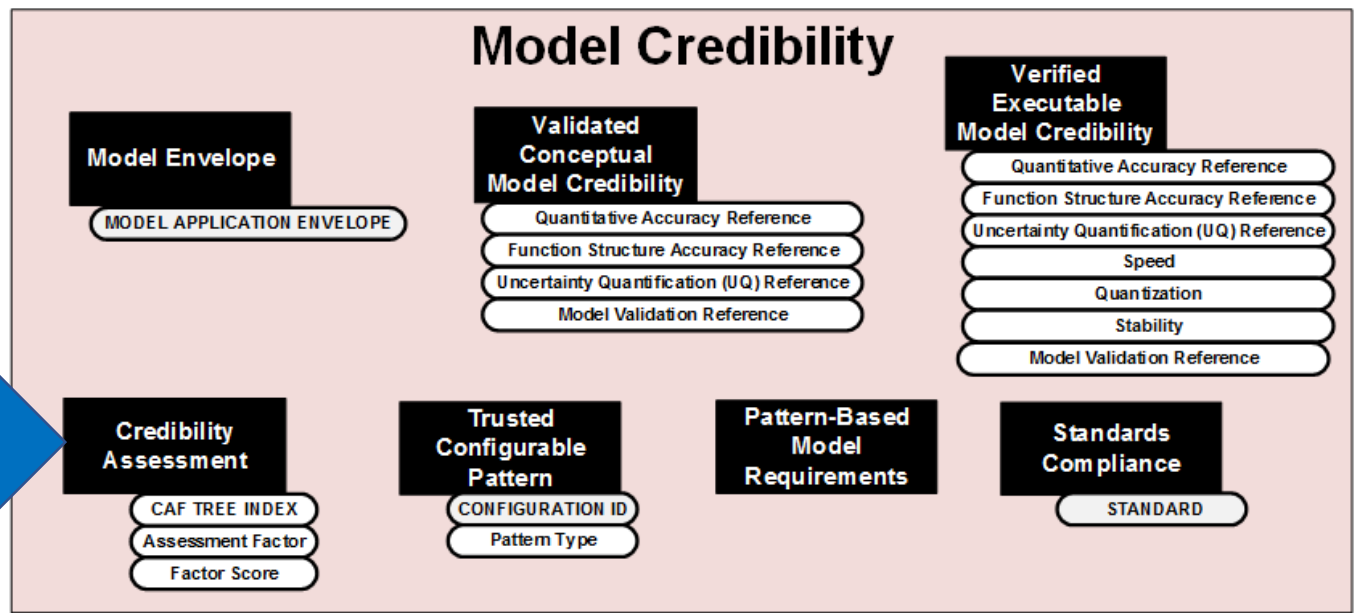 Model Credibility
Model Envelope
MODEL APPLICATION ENVELOPE
Validated
Conceptual
Model Credibility
Quantitative Accuracy Reference
Function Structure Accuracy Reference
Uncertainty Quantification (UQ) Reference
Model Validation Reference
Verified
Executable
Model Credibility
Quantitative Accuracy Reference
Function Structure Accuracy Reference
Uncertainty Quantification (UQ) Reference
Speed
Quantization
Stability
Model Validation Reference
Credibility
Assessment
CAF TREE INDEX
Assessment Factor
Factor Score
Trusted
Configurable
Pattern
CONFIGURATION ID
Pattern Type
Pattern-Based
Model
Requirements
Standards
Compliance
STANDARD